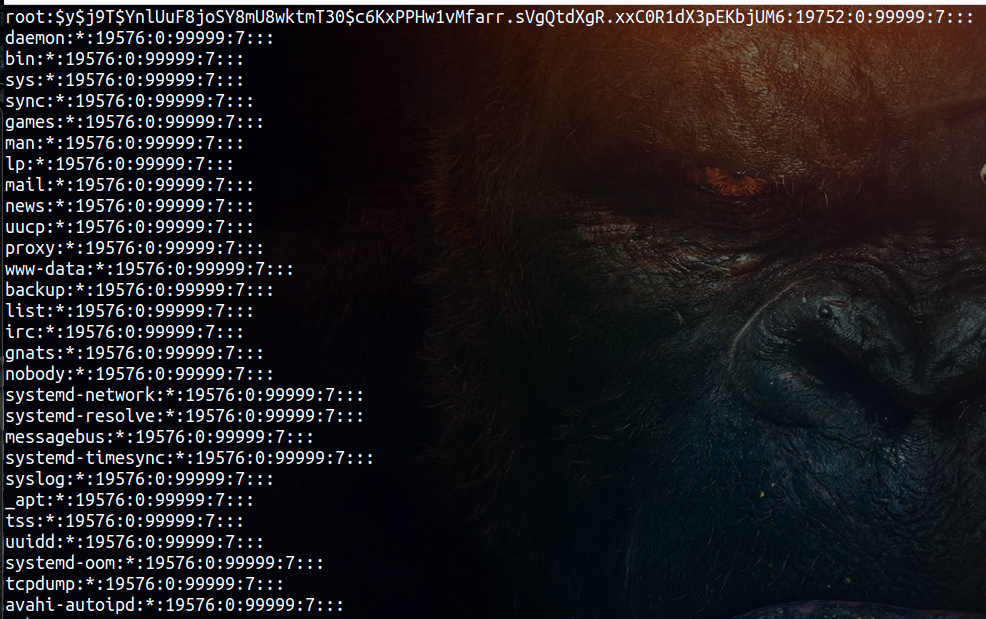 root:$y$j9T$YnlUuF8joSY8mU8wktmT30$c6KxPPHw1vMfarr.sVgQtdXgR.xxC0R1dX3pEKbjUM6:19752:0:99999:7:::
daemon:*:19576:0:99999:7:::
bin:*:19576:0:99999:7:::
sys:*:19576:0:99999:7:::
sync:*:19576:0:99999:7:::
games:*:19576:0:99999:7:::
man:*:19576:0:99999:7:::
lp:*:19576:0:99999:7:::
mail:*:19576:0:99999:7:::
news:*:19576:0:99999:7:::
uucp:*:19576:0:99999:7:::
proxy:*:19576:0:99999:7:::
www-data:*:19576:0:99999:7:::
backup:*:19576:0:99999:7:::
list:*:19576:0:99999:7:::
irc:*:19576:0:99999:7:::
gnats:*:19576:0:99999:7:::
nobody:*:19576:0:99999:7:::
systemd-network:*:19576:0:99999:7:::
systemd-resolve:*:19576:0:99999:7:::
messagebus:*:19576:0:99999:7:::
systemd-timesync:*:19576:0:99999:7:::
syslog:*:19576:0:99999:7:::
_apt:*:19576:0:99999:7:::
tss:*:19576:0:99999:7:::
uuidd:*:19576:0:99999:7:::
systemd-oom:*:19576:0:99999:7:::
tcpdump:*:19576:0:99999:7:::
avahi-autoipd:*:19576:0:99999:7:::